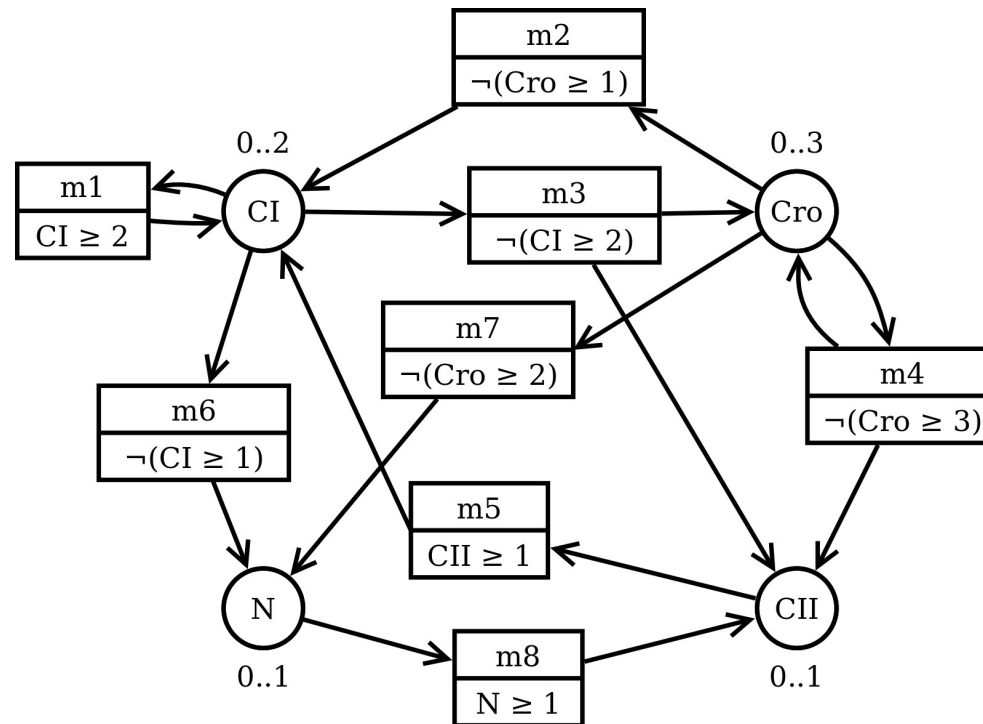 m2
¬(Cro ≥ 1)
0..2
0..3
m1
CI ≥ 2
CI
m3
¬(CI ≥ 2)
Cro
m7
¬(Cro ≥ 2)
m4
¬(Cro ≥ 3)
m6
¬(CI ≥ 1)
m5
CII ≥ 1
N
CII
0..1
m8
N ≥ 1
0..1